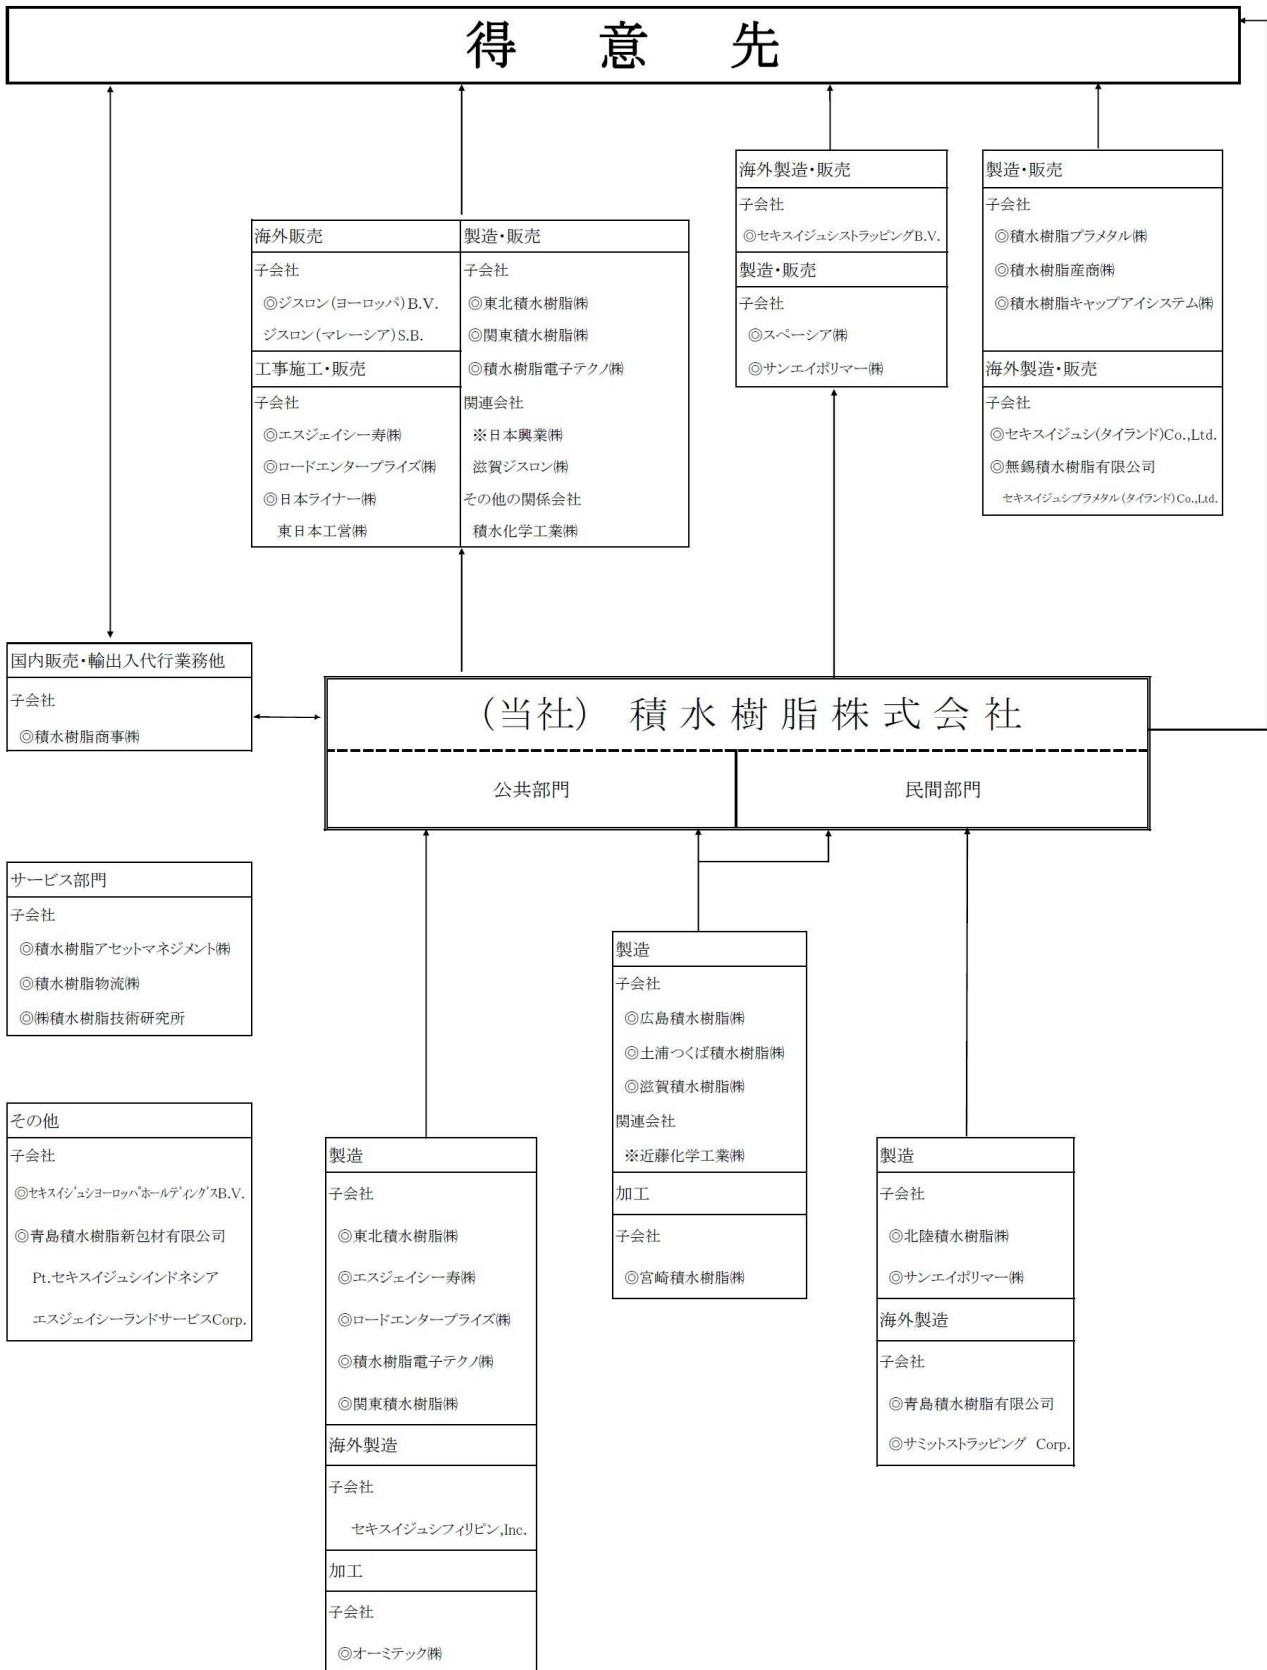 得意先
海外製造・販売
子会社
◎セキスイジュシストラッピングB.V.
製造・販売
子会社
◎スペーシア㈱
◎サンエイポリマー㈱
製造・販売
子会社
◎積水樹脂プラメタル㈱
◎積水樹脂産商㈱
◎積水樹脂キャップアイシステム㈱
海外製造・販売
子会社
◎セキスイジュシ(タイランド)Co.,Ltd.
◎無錫積水樹脂有限公司
セキスイジュシプラメタル(タイランド)Co.,Ltd.
海外販売
子会社
◎ジスロン(ヨーロッパ)B.V.
ジスロン(マレーシア)S.B.
工事施工・販売
子会社
◎エスジェイシー寿㈱
◎ロードエンタープライズ㈱
◎日本ライナー㈱
東日本工営㈱
製造・販売
子会社
◎東北積水樹脂㈱
◎関東積水樹脂㈱
◎積水樹脂電子テクノ㈱
関連会社
※日本興業㈱
滋賀ジスロン㈱
その他の関係会社
積水化学工業㈱
国内販売・輸出入代行業務他
子会社
◎積水樹脂商事㈱
(当社) 積水樹脂株式会社
公共部門
民間部門
サービス部門
子会社
◎積水樹脂アセットマネジメント㈱
◎積水樹脂物流㈱
◎㈱積水樹脂技術研究所
その他
子会社
◎セキスイジュシヨーロッパホールディングスB.V.
◎青島積水樹脂新包材有限公司
Pt.セキスイジュシインドネシア
エスジェイシーランドサービスCorp.
製造
子会社
◎東北積水樹脂㈱
◎エスジェイシー寿㈱
◎ロードエンタープライズ㈱
◎積水樹脂電子テクノ㈱
◎関東積水樹脂㈱
海外製造
子会社
セキスイジュシフィリピン,Inc.
加工
子会社
◎オーミテック㈱
製造
子会社
◎広島積水樹脂㈱
◎土浦つくば積水樹脂㈱
◎滋賀積水樹脂㈱
関連会社
※近藤化学工業㈱
加工
子会社
◎宮崎積水樹脂㈱
製造
子会社
◎北陸積水樹脂㈱
◎サンエイポリマー㈱
海外製造
子会社
◎青島積水樹脂有限公司
◎サミットストラッピング Corp.